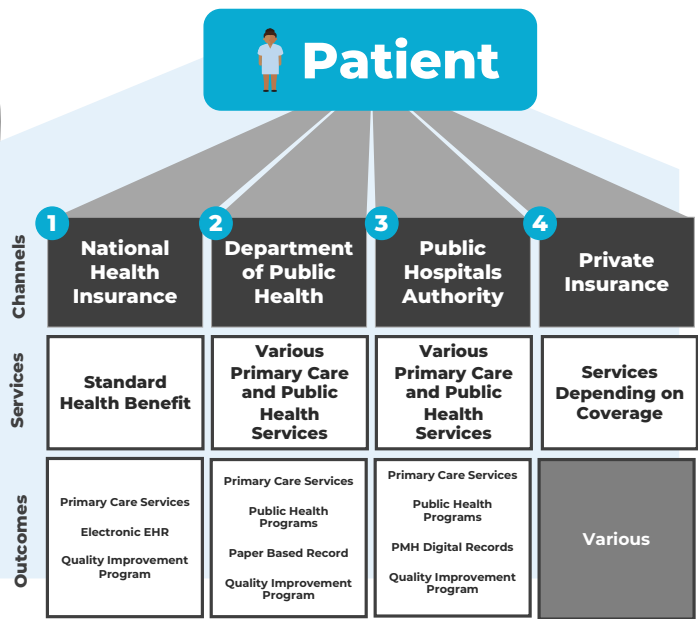 Patient
Channels
1
National
Health
Insurance
2
Department
of Public
Health
3
Public
Hospitals
Authority
4
Private
Insurance
Services
Standard
Health Benefit
Various
Primary Care
and Public
Health
Services
Various
Primary Care
and Public
Health
Services
Services
Depending on
Coverage
Outcomes
Primary Care Services
Electronic EHR
Quality Improvement
Program
Primary Care Services
Public Health
Programs
Paper Based Record
Quality Improvement
Program
Primary Care Services
Public Health
Programs
PMH Digital Records
Quality Improvement
Program
Various